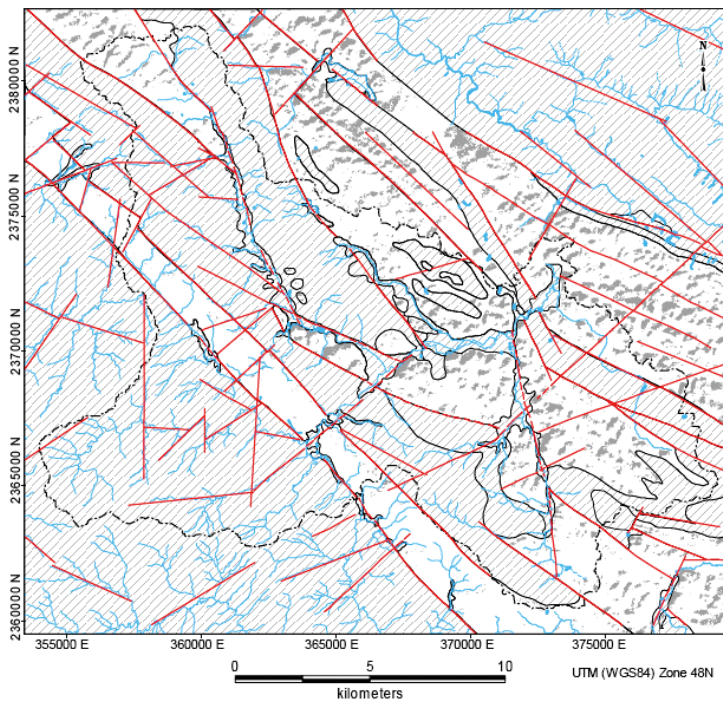 N
2380000 N
2375000 N
2370000 N
2365000 N
2360000 N
355000 E 360000 E 365000 E 370000 E 375000 E
0 5 10
kilometers
UTM (WGS84) Zone 48N